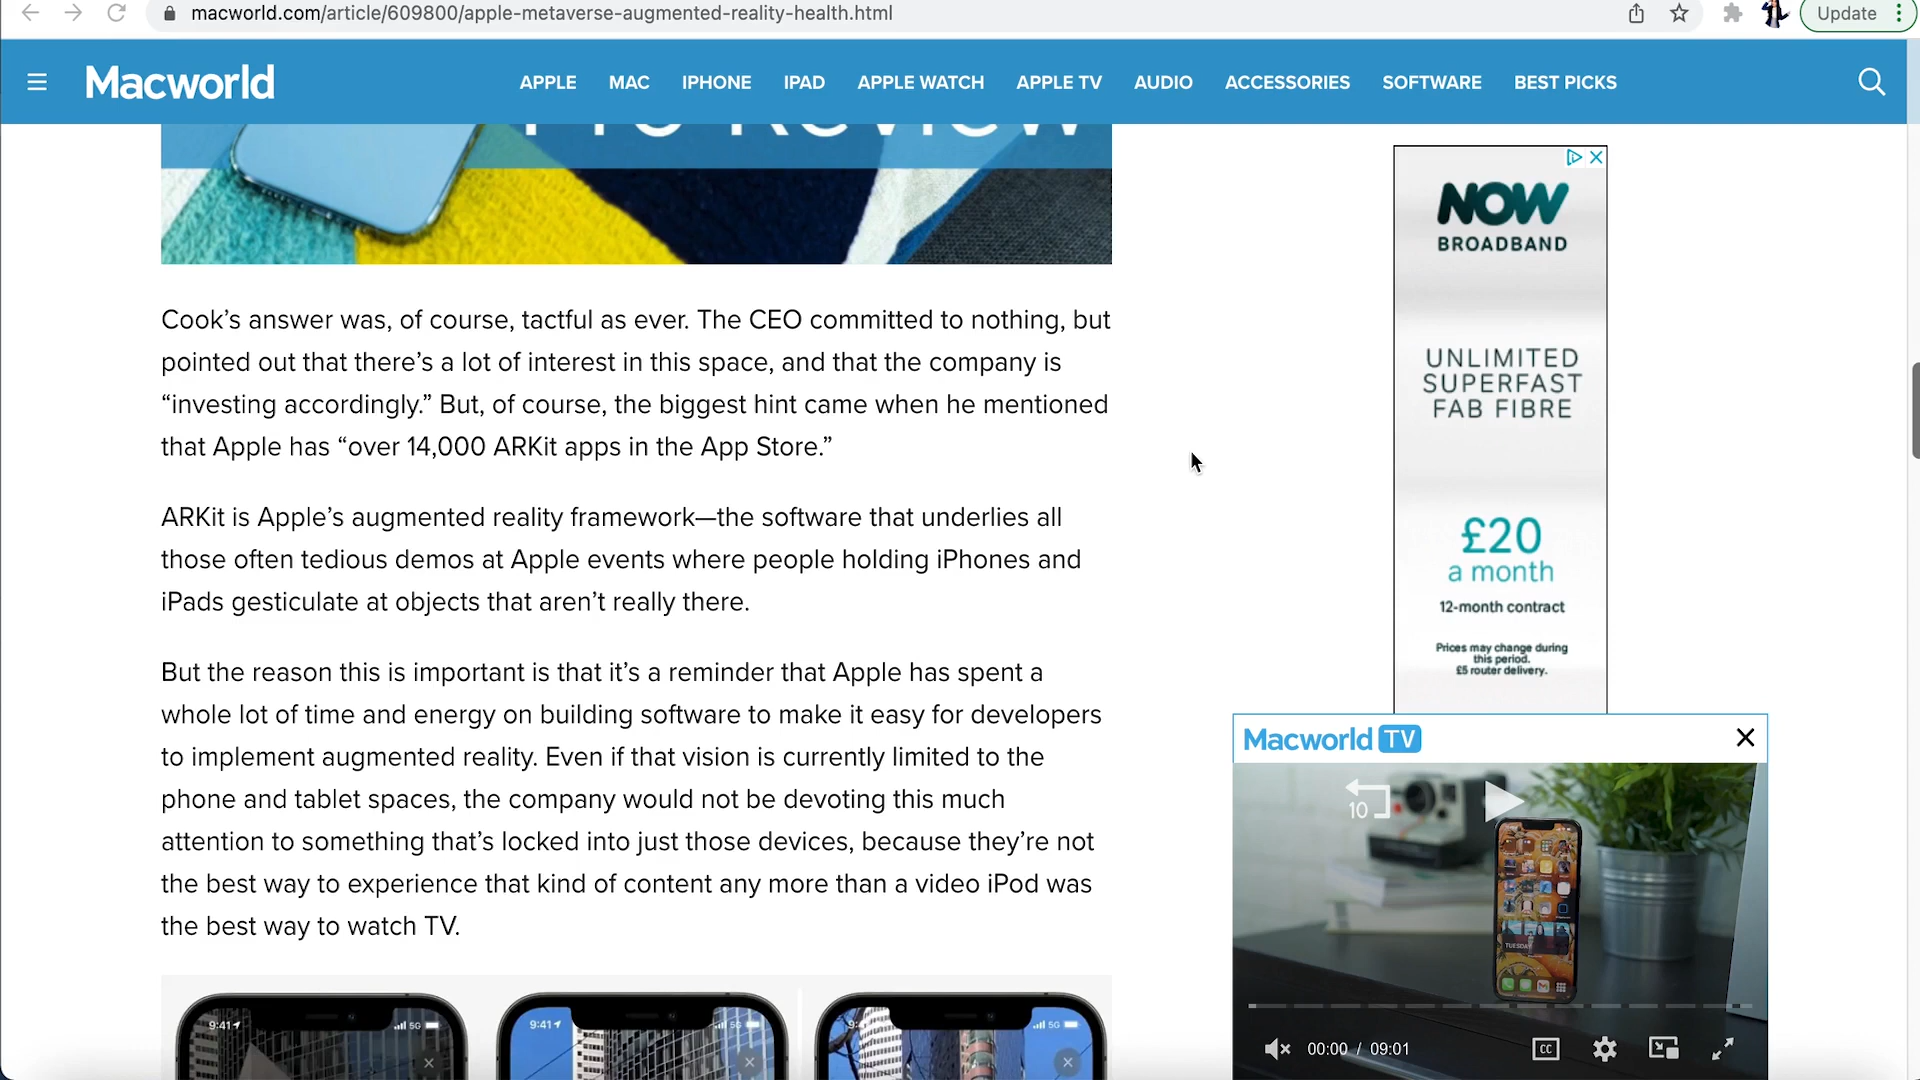 macworld.com/article/609800/apple-metaverse-augmented-reality-health.html
Update
Macworld
APPLE
MAC
IPHONE
IPAD
APPLE WATCH
APPLE TV
AUDIO
ACCESSORIES
SOFTWARE
BEST PICKS
Pro Review
Cook’s answer was, of course, tactful as ever. The CEO committed to nothing, but
pointed out that there’s a lot of interest in this space, and that the company is
“investing accordingly.” But, of course, the biggest hint came when he mentioned
that Apple has “over 14,000 ARKit apps in the App Store.”
ARKit is Apple’s augmented reality framework—the software that underlies all
those often tedious demos at Apple events where people holding iPhones and
iPads gesticulate at objects that aren’t really there.
But the reason this is important is that it’s a reminder that Apple has spent a
whole lot of time and energy on building software to make it easy for developers
to implement augmented reality. Even if that vision is currently limited to the
phone and tablet spaces, the company would not be devoting this much
attention to something that’s locked into just those devices, because they’re not
the best way to experience that kind of content any more than a video iPod was
the best way to watch TV.
9:41
5G
9:41
5G
9:
5G
NOW
BROADBAND
UNLIMITED
SUPERFAST
FAB FIBRE
£20
a month
12-month contract
Prices may change during
this period.
£5 router delivery.
Macworld TV
10
TUESDAY
00:00 / 09:01
CC